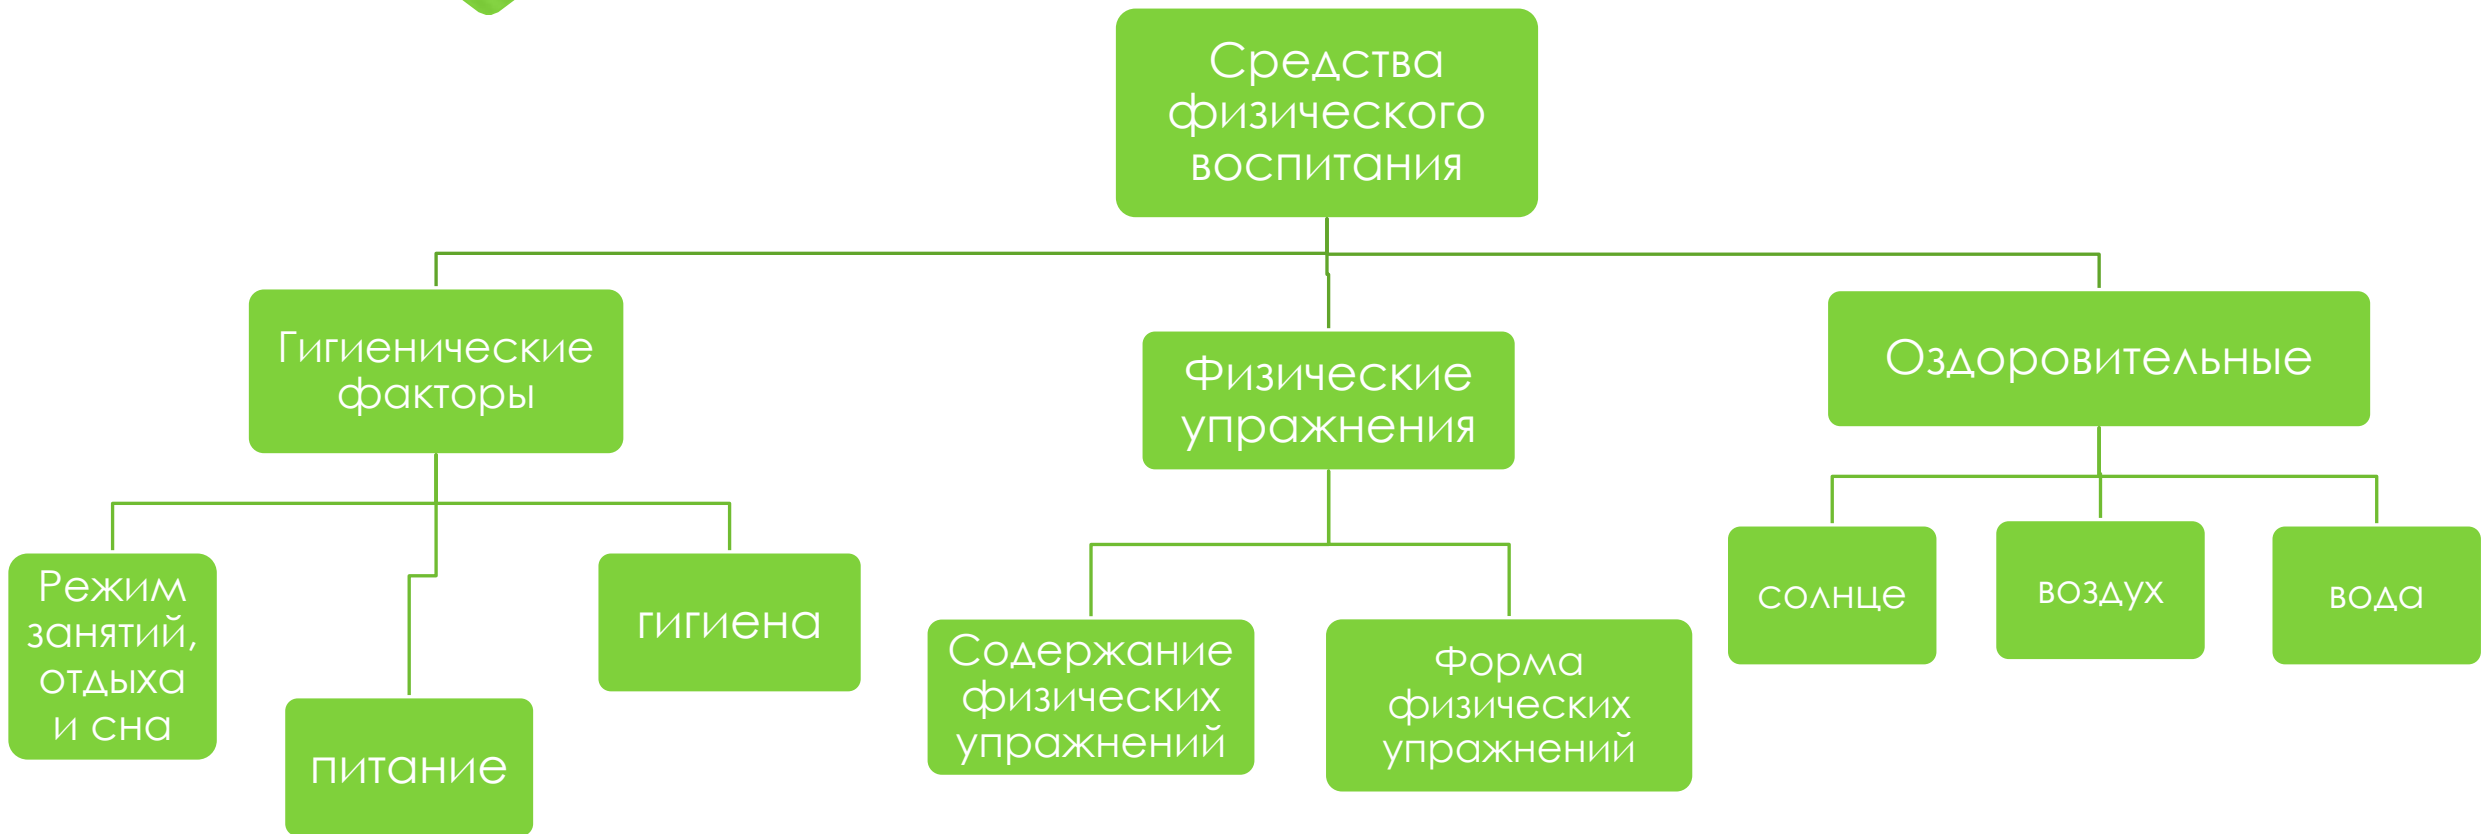 Средства
физического
воспитания
Гигиенические
факторы
Физические
упражнения
Оздоровительные
Режим
занятий,
отдыха
и сна
питание
гигиена
Содержание
физических
упражнений
Форма
физических
упражнений
солнце
воздух
вода